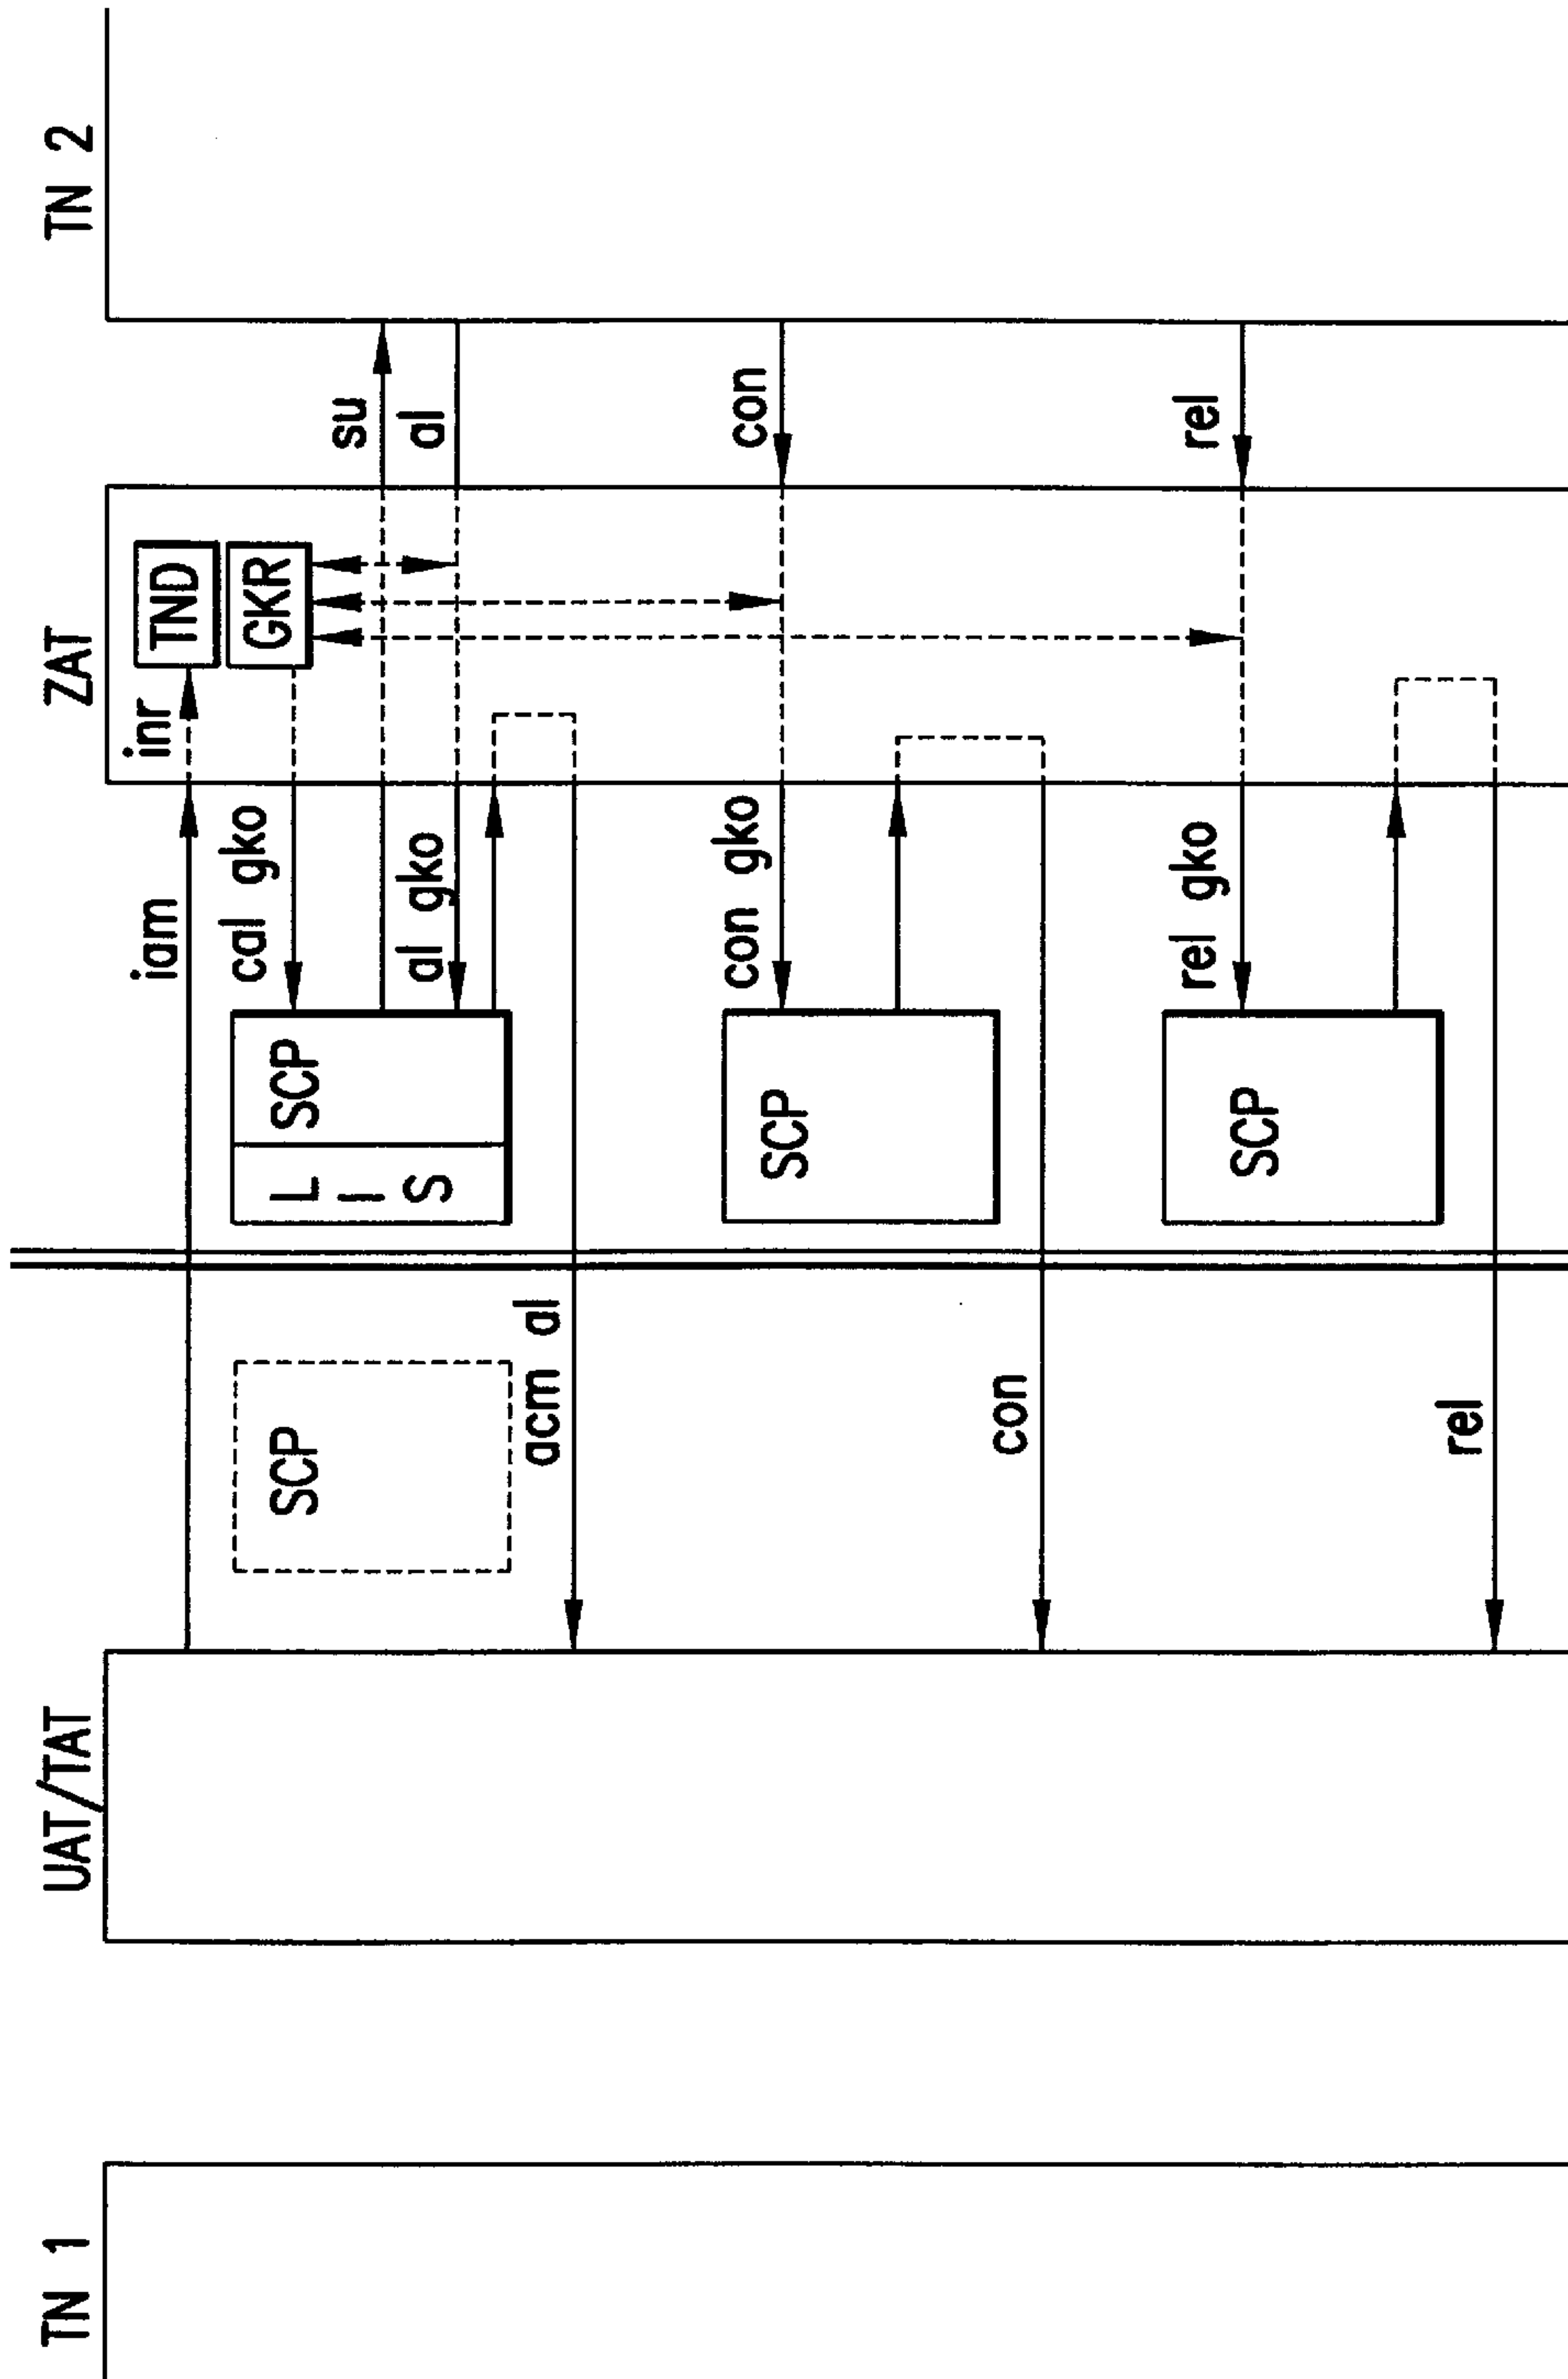 TN 1
UAT/TAT
ZAT
TN 2
iam
inr
TND
SCP
L
I
S
SCP
cal gko
GKR
su
al gko
al
acm al
SCP
con gko
con
con
SCP
rel gko
rel
rel